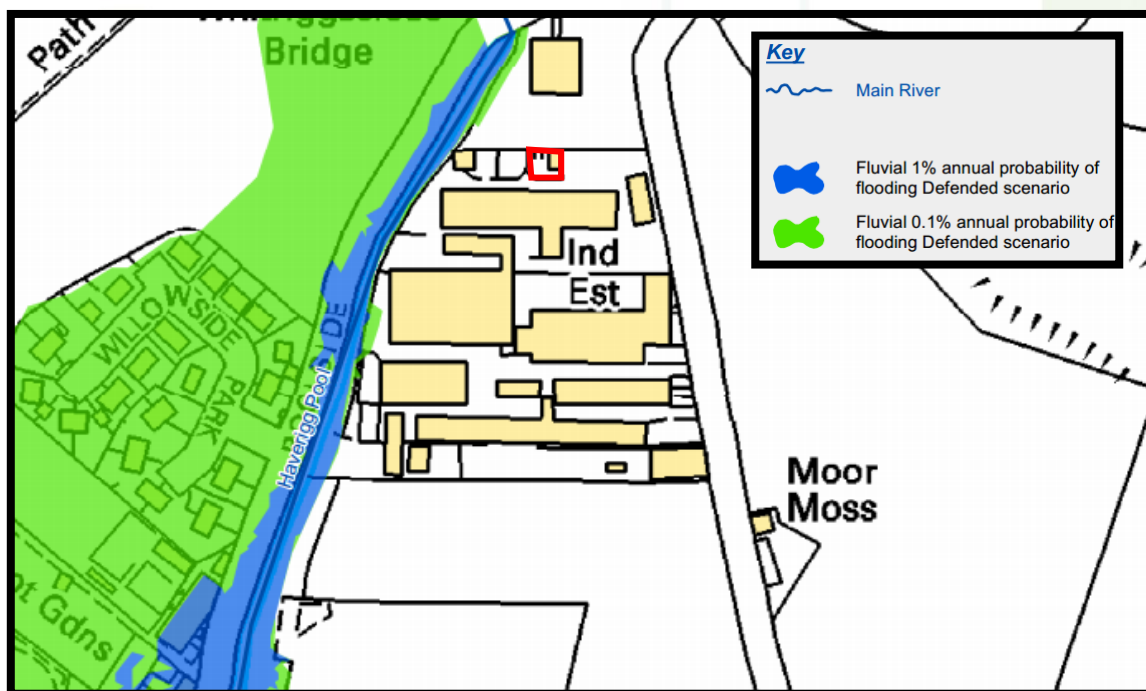 Bridge
Path
Key
Main River
Fluvial 1% annual probability of
flooding Defended scenario
Fluvial 0.1% annual probability of
flooding Defended scenario
Ind
Est
WILLOWSIDE
PARK
Haverigg Pool
Moor
Moss
Gdns